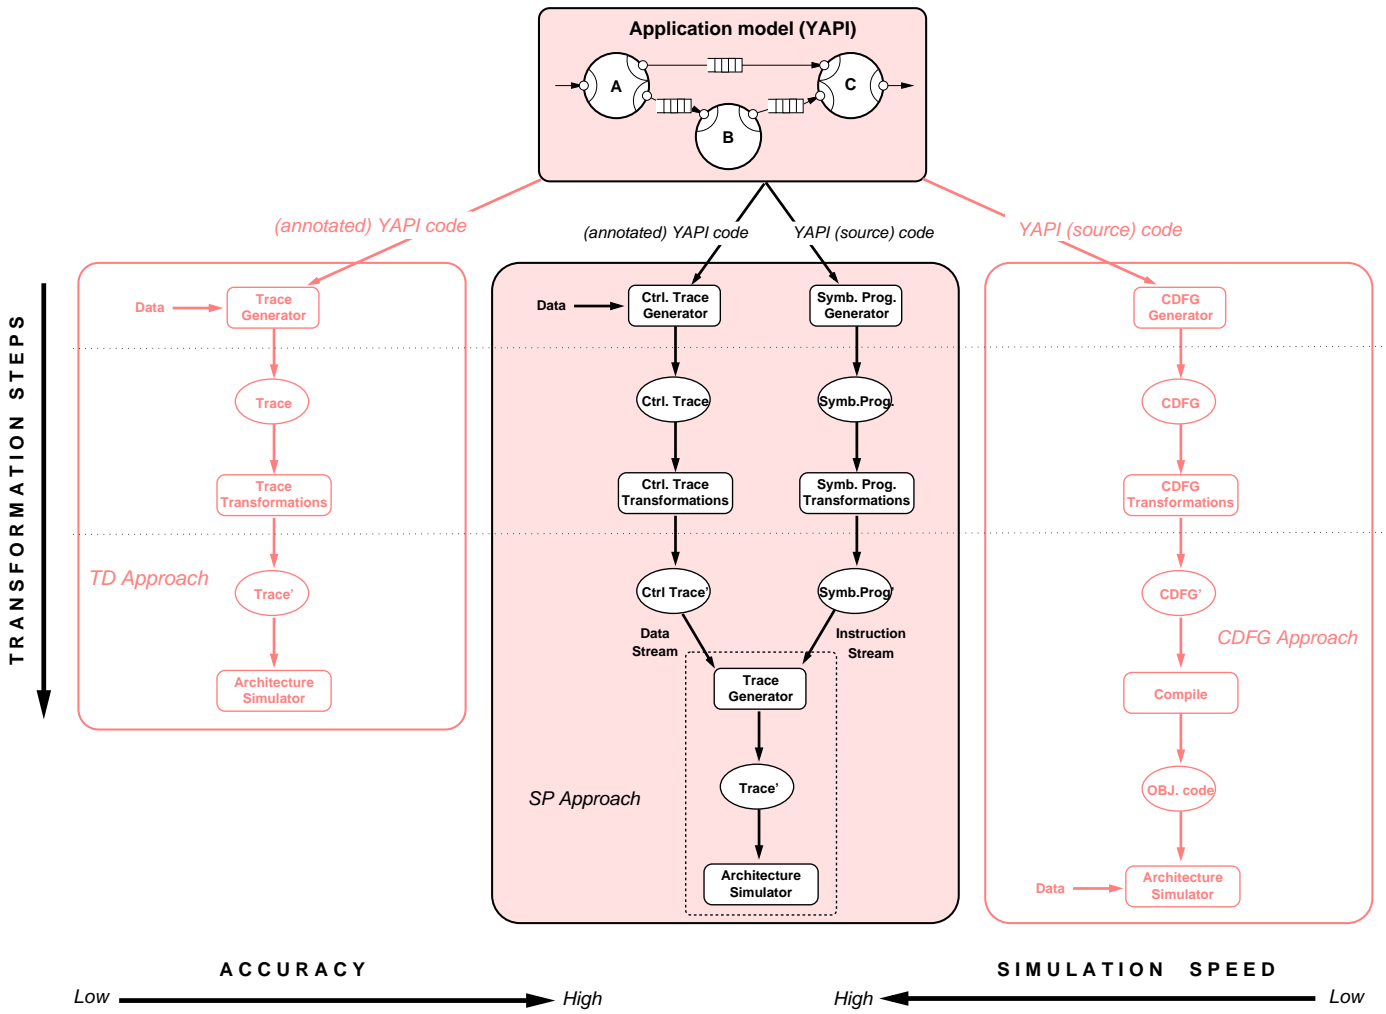 Application model (YAPI)
A
C
B
(annotated) YAPI code
(annotated) YAPI code
YAPI (source) code
YAPI (source) code
TRANSFORMATION STEPS
Data
Trace
Generator
Trace
Trace
Transformations
TD Approach
Trace'
Architecture
Simulator
Data
Ctrl. Trace
Generator
Symb. Prog.
Generator
Ctrl. Trace
Symb.Prog.
Ctrl. Trace
Transformations
Symb. Prog.
Transformations
Ctrl Trace'
Symb.Prog'
Data
Stream
Instruction
Stream
Trace
Generator
SP Approach
Trace'
Architecture
Simulator
CDFG
Generator
CDFG
CDFG
Transformations
CDFG'
CDFG Approach
Compile
OBJ. code
Data
Architecture
Simulator
ACCURACY
Low
High
SIMULATION SPEED
High
Low